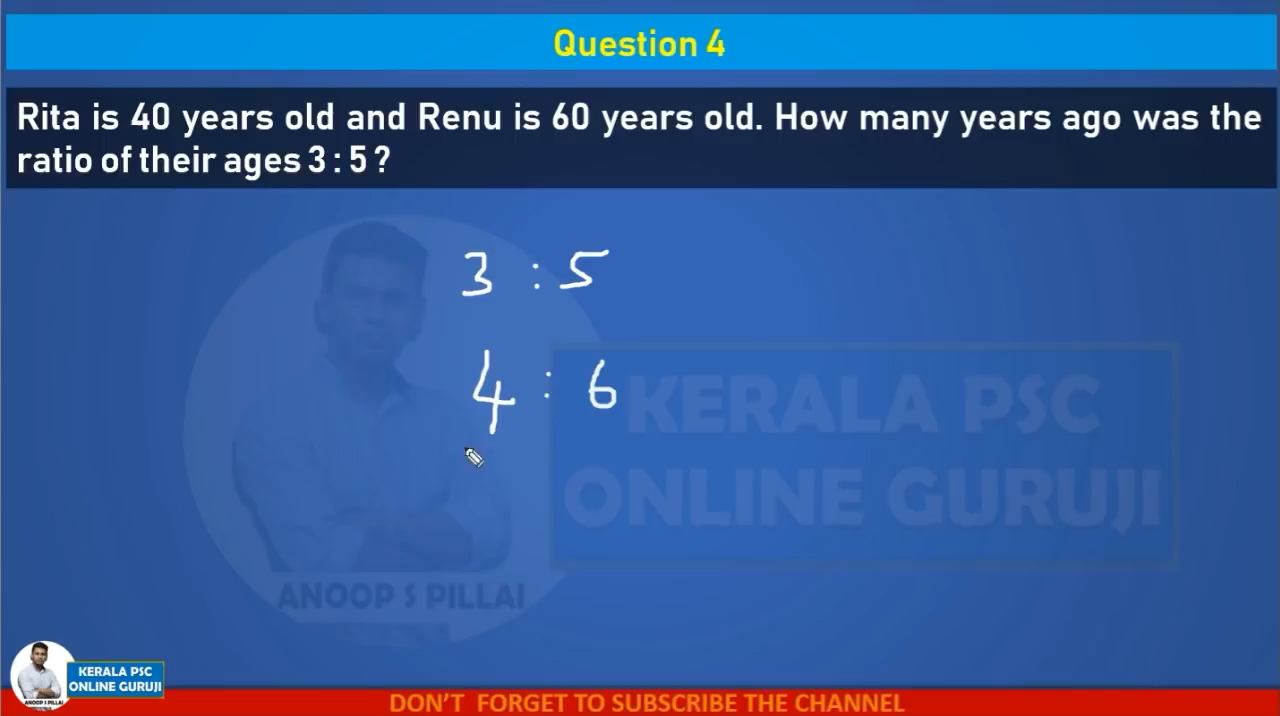 Question 4
Rita is 40 years old and Renu is 60 years old. How many years ago was the
ratio of their ages 3 : 5 ?
3 : 5
4 : 6
KERALA PSC
ONLINE GURUJI
ANOOP S PILLAI
KERALA PSC
ONLINE GURUJI
ANOOP S PILLAI
DON'T FORGET TO SUBSCRIBE THE CHANNEL